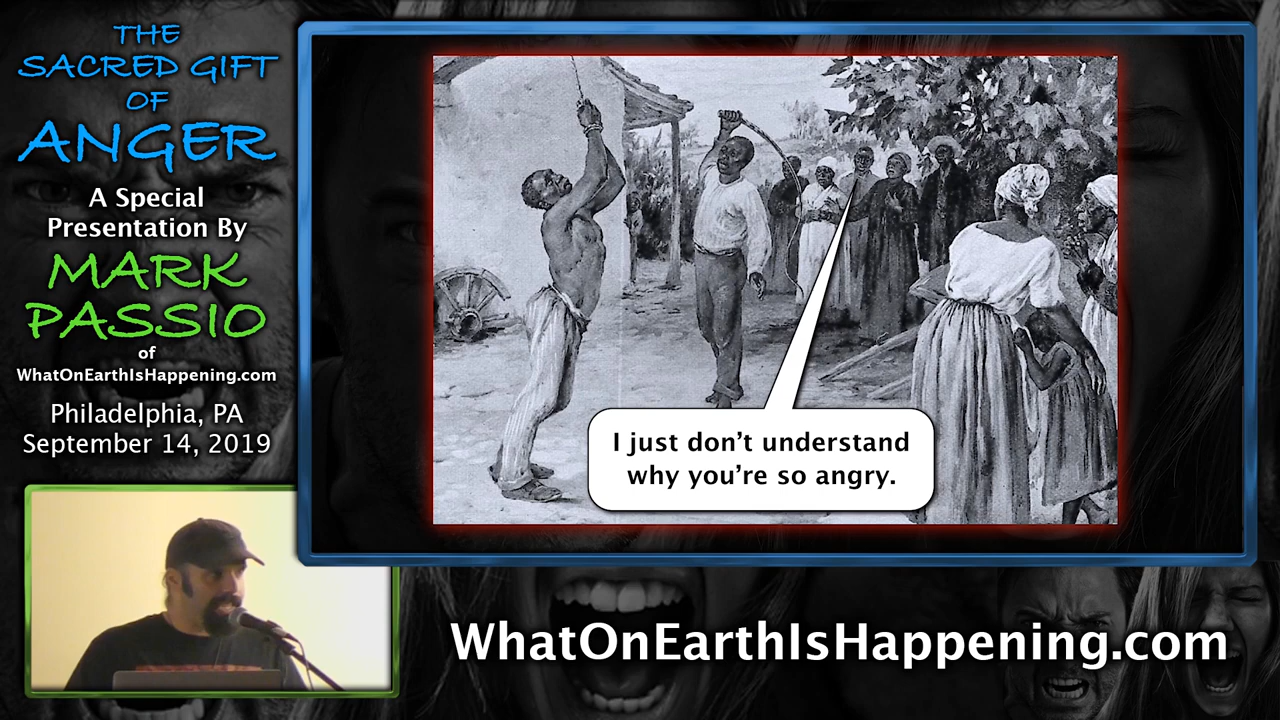 THE
SACRED GIFT
OF
ANGER
A Special
Presentation By
MARK
PASSIO
of
WhatOnEarthIsHappening.com
Philadelphia, PA
September 14, 2019
I just don't understand
why you're so angry.
WhatOnEarthIsHappening.com